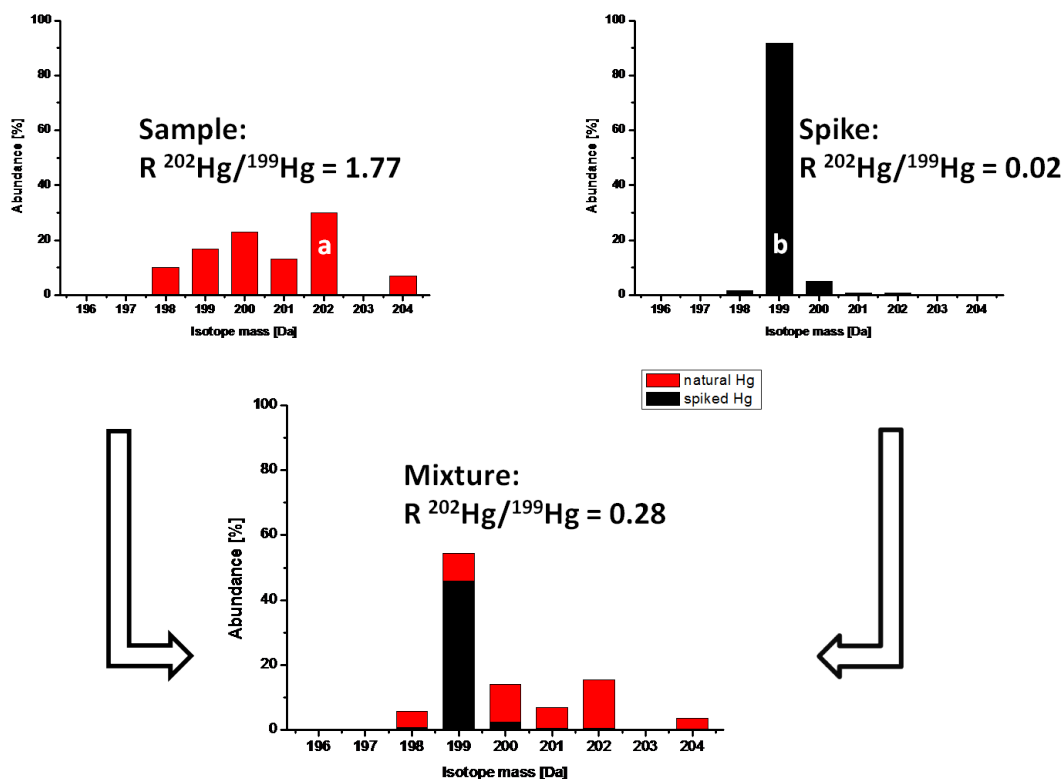 100
80
60
40
20
0
Abundance [%]
Sample:
R ²⁰²Hg/¹⁹⁹Hg = 1.77
a
196 197 198 199 200 201 202 203 204
Isotope mass [Da]
100
80
60
40
20
0
Abundance [%]
Spike:
R ²⁰²Hg/¹⁹⁹Hg = 0.02
b
196 197 198 199 200 201 202 203 204
Isotope mass [Da]
natural Hg
spiked Hg
100
80
60
40
20
0
Abundance [%]
Mixture:
R ²⁰²Hg/¹⁹⁹Hg = 0.28
196 197 198 199 200 201 202 203 204
Isotope mass [Da]